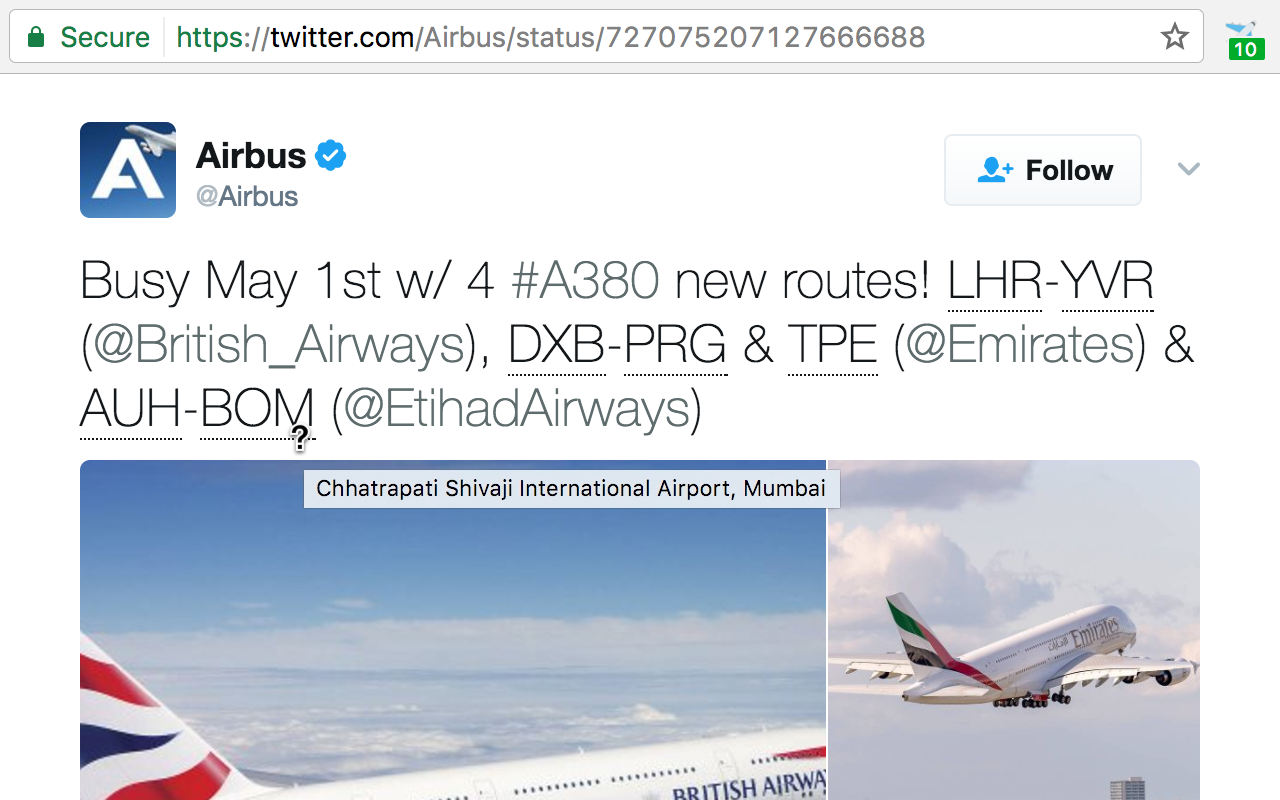 Secure https://twitter.com/Airbus/status/727075207127666688
10
Airbus
@Airbus
Follow
Busy May 1st w/ 4 #A380 new routes! LHR-YVR
(@British_Airways), DXB-PRG & TPE (@Emirates) &
AUH-BOM (@EtihadAirways)
?
Chhatrapati Shivaji International Airport, Mumbai
Emirates
BRITISH AIRWA